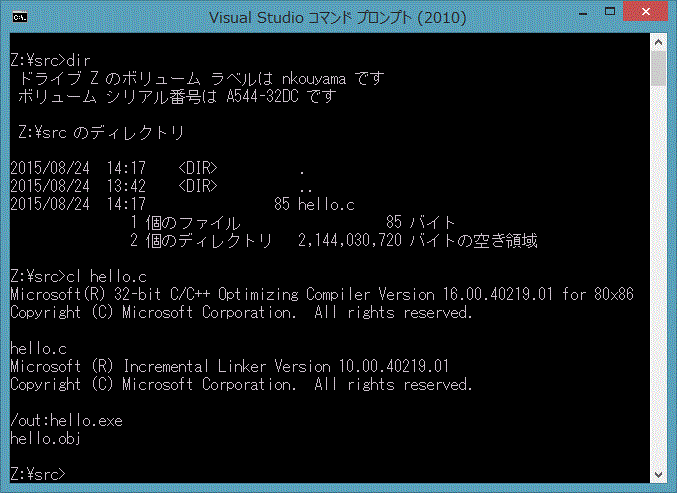 Visual Studio コマンド プロンプト (2010)
Z:¥src>dir
ドライブ Z のボリューム ラベルは nkouyama です
ボリューム シリアル番号は A544-32DC です
Z:¥src のディレクトリ
2015/08/24  14:17    <DIR>          .
2015/08/24  13:42    <DIR>          ..
2015/08/24  14:17                85 hello.c
1 個のファイル                  85 バイト
2 個のディレクトリ   2,144,030,720 バイトの空き領域
Z:¥src>cl hello.c
Microsoft(R) 32-bit C/C++ Optimizing Compiler Version 16.00.40219.01 for 80x86
Copyright (C) Microsoft Corporation.  All rights reserved.
hello.c
Microsoft (R) Incremental Linker Version 10.00.40219.01
Copyright (C) Microsoft Corporation.  All rights reserved.
/out:hello.exe
hello.obj
Z:¥src>